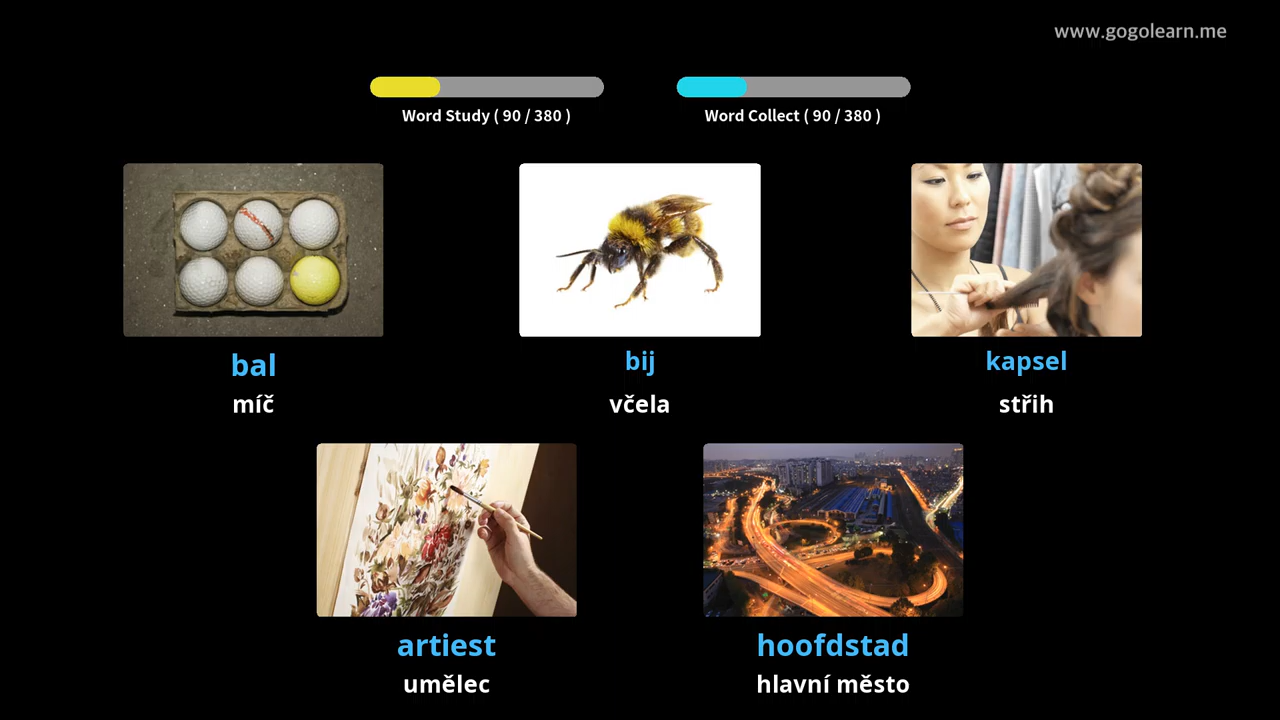 www.gogolearn.me
Word Study ( 90 / 380 )
Word Collect ( 90 / 380 )
bal
míč
bij
včela
kapsel
střih
artiest
umělec
hoofdstad
hlavní město